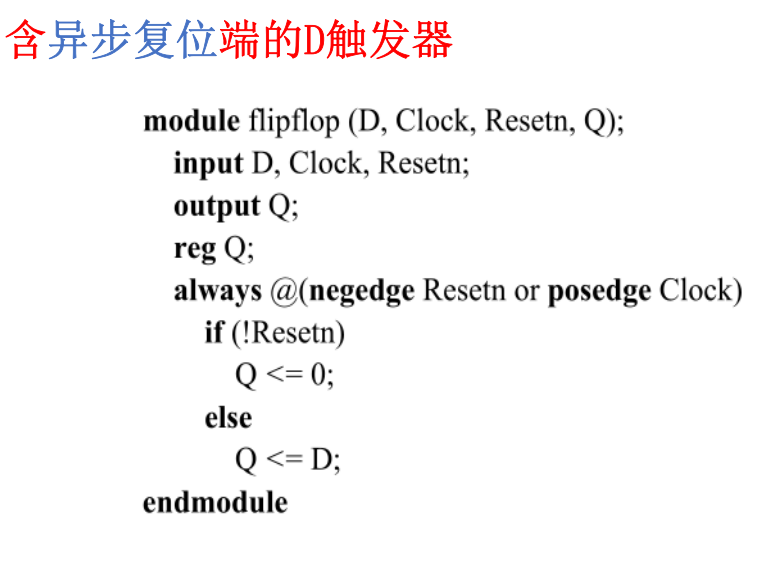 含异步复位端的D触发器
module flipflop (D, Clock, Resetn, Q);
input D, Clock, Resetn;
output Q;
reg Q;
always @(negedge Resetn or posedge Clock)
if (!Resetn)
Q <= 0;
else
Q <= D;
endmodule